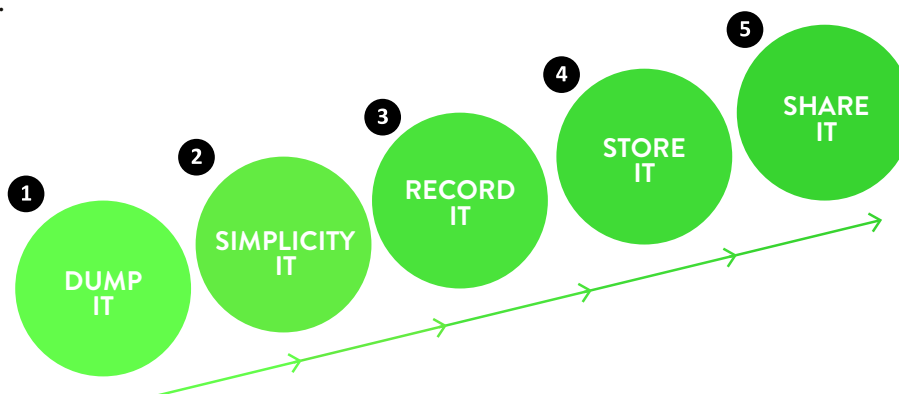 1
DUMP
IT
2
SIMPLICITY
IT
3
RECORD
IT
4
STORE
IT
5
SHARE
IT